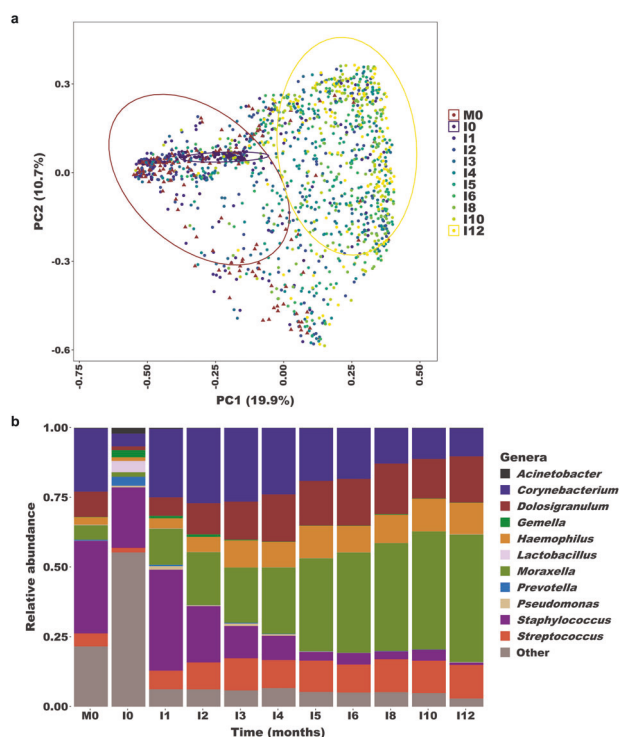 a
0.3
0.0
-0.3
-0.6
PC2 (10.7%)
-0.75
-0.50
-0.25
0.00
0.25
0.50
PC1 (19.9%)
M0
I0
I1
I2
I3
I4
I5
I6
I8
I10
I12
b
1.00
0.75
0.50
0.25
0.00
Relative abundance
M0 I0 I1 I2 I3 I4 I5 I6 I8 I10 I12
Time (months)
Genera
Acinetobacter
Corynebacterium
Dolosigranulum
Gemella
Haemophilus
Lactobacillus
Moraxella
Prevotella
Pseudomonas
Staphylococcus
Streptococcus
Other